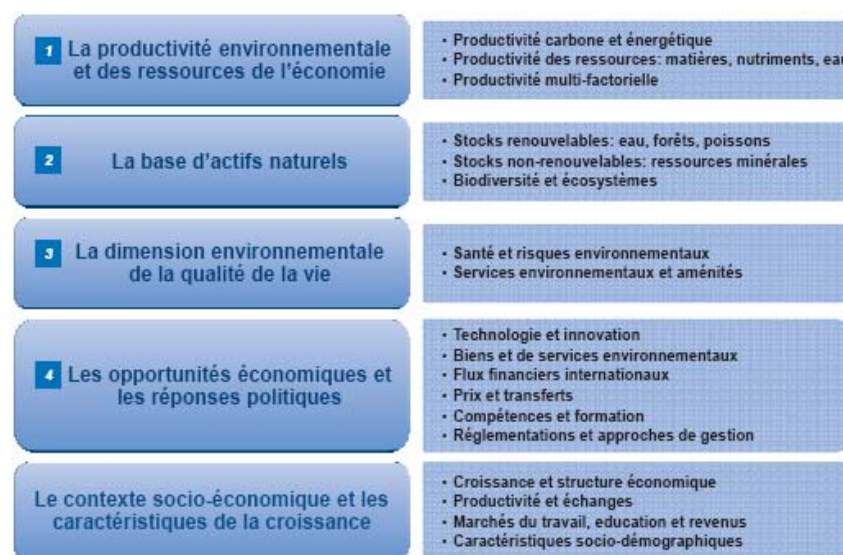 1 La productivité environnementale
et des ressources de l'économie
• Productivité carbone et énergétique
• Productivité des ressources: matières, nutriments, eau
• Productivité multi-factorielle
2 La base d'actifs naturels
• Stocks renouvelables: eau, forêts, poissons
• Stocks non-renouvelables: ressources minérales
• Biodiversité et écosystèmes
3 La dimension environnementale
de la qualité de la vie
• Santé et risques environnementaux
• Services environnementaux et aménités
4 Les opportunités économiques et
les réponses politiques
• Technologie et innovation
• Biens et de services environnementaux
• Flux financiers internationaux
• Prix et transferts
• Compétences et formation
• Réglementations et approches de gestion
Le contexte socio-économique et les
caractéristiques de la croissance
• Croissance et structure économique
• Productivité et échanges
• Marchés du travail, education et revenus
• Caractéristiques socio-démographiques